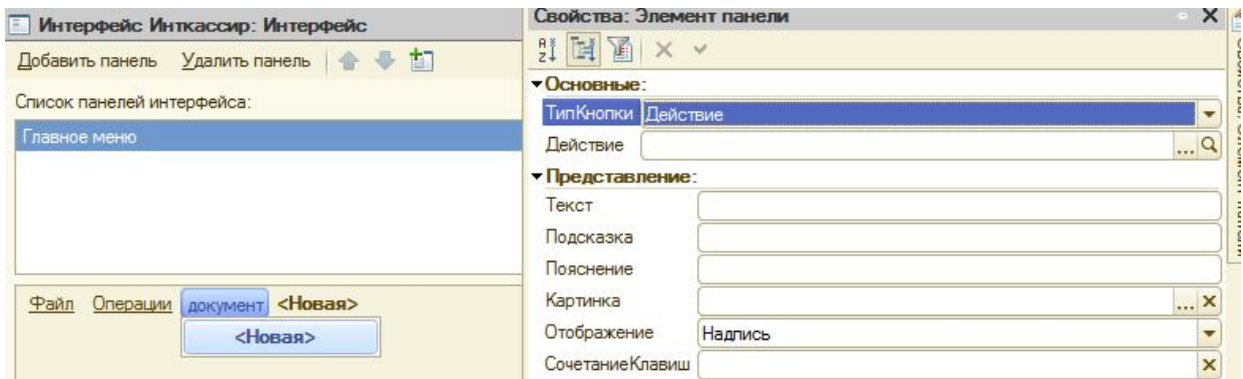 Интерфейс Инткассир: Интерфейс
Добавить панель Удалить панель
Список панелей интерфейса:
Главное меню
Файл Операции документ <Новая>
<Новая>
Свойства: Элемент панели
Основные:
ТипКнопки Действие
Действие ...
Представление:
Текст
Подсказка
Пояснение
Картинка ...
Отображение Надпись
СочетаниеКлавиш